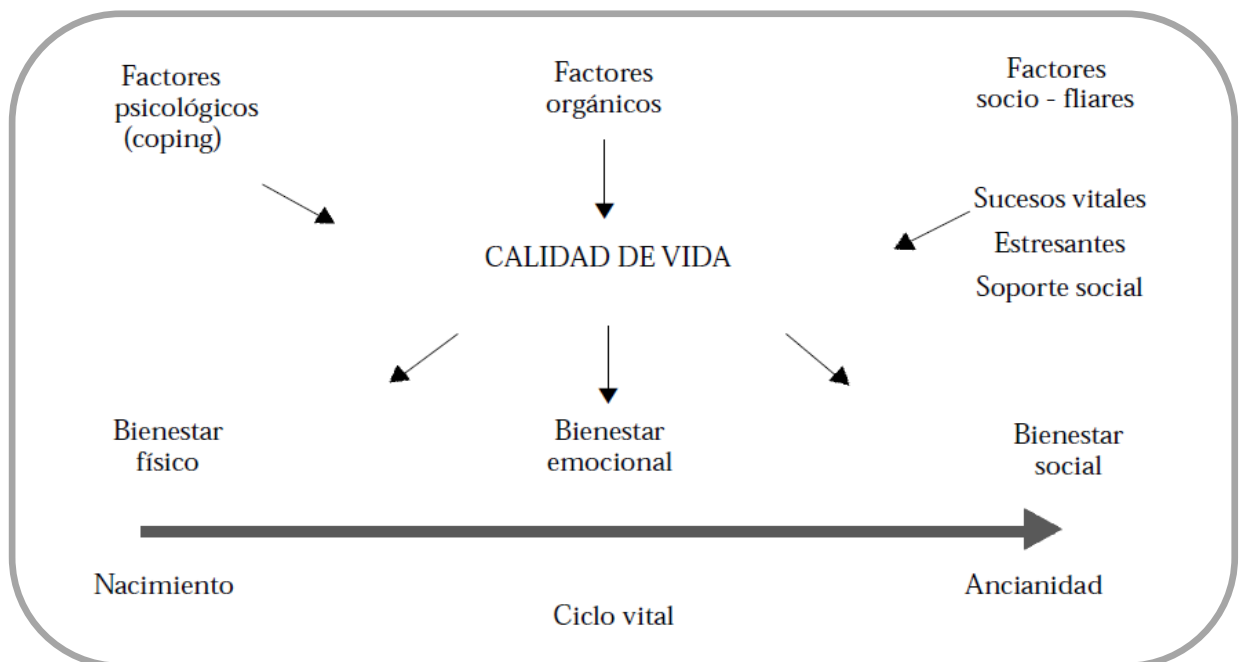 Factores
psicológicos
(coping)
Factores
orgánicos
Factores
socio - fliares
Sucesos vitales
Estresantes
Soporte social
CALIDAD DE VIDA
Bienestar
físico
Bienestar
emocional
Bienestar
social
Nacimiento
Ciclo vital
Ancianidad